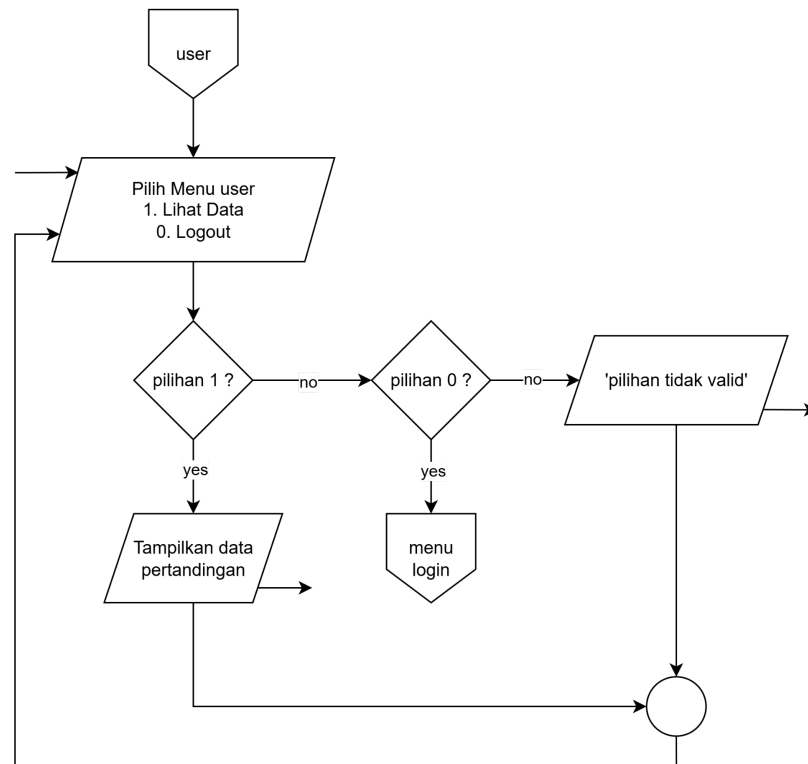 user
Pilih Menu user
1. Lihat Data
0. Logout
pilihan 1 ?
no
pilihan 0 ?
no
'pilihan tidak valid'
yes
yes
Tampilkan data
pertandingan
menu
login